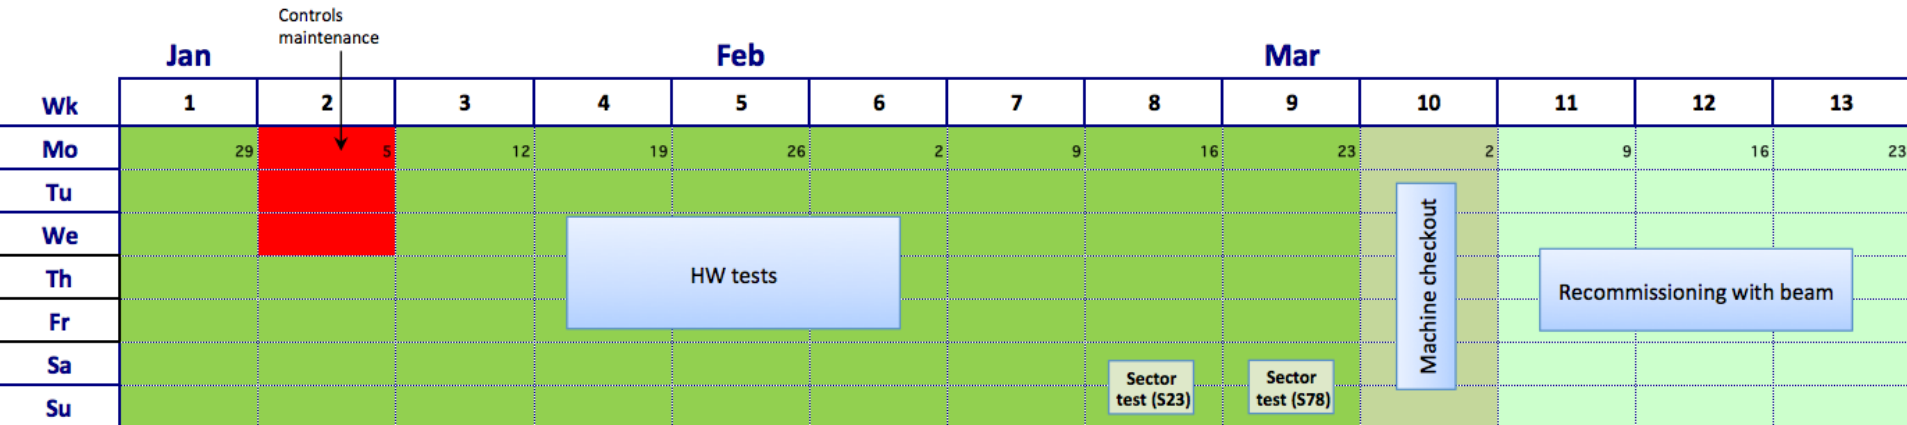 Controls
maintenance
Jan Feb Mar
Wk 1 2 3 4 5 6 7 8 9 10 11 12 13
Mo 29 5 12 19 26 2 9 16 23 2 9 16 23
Tu
We
Th
Fr
Sa
Su
HW tests
Sector
test (S23)
Sector
test (S78)
Machine checkout
Recommissioning with beam